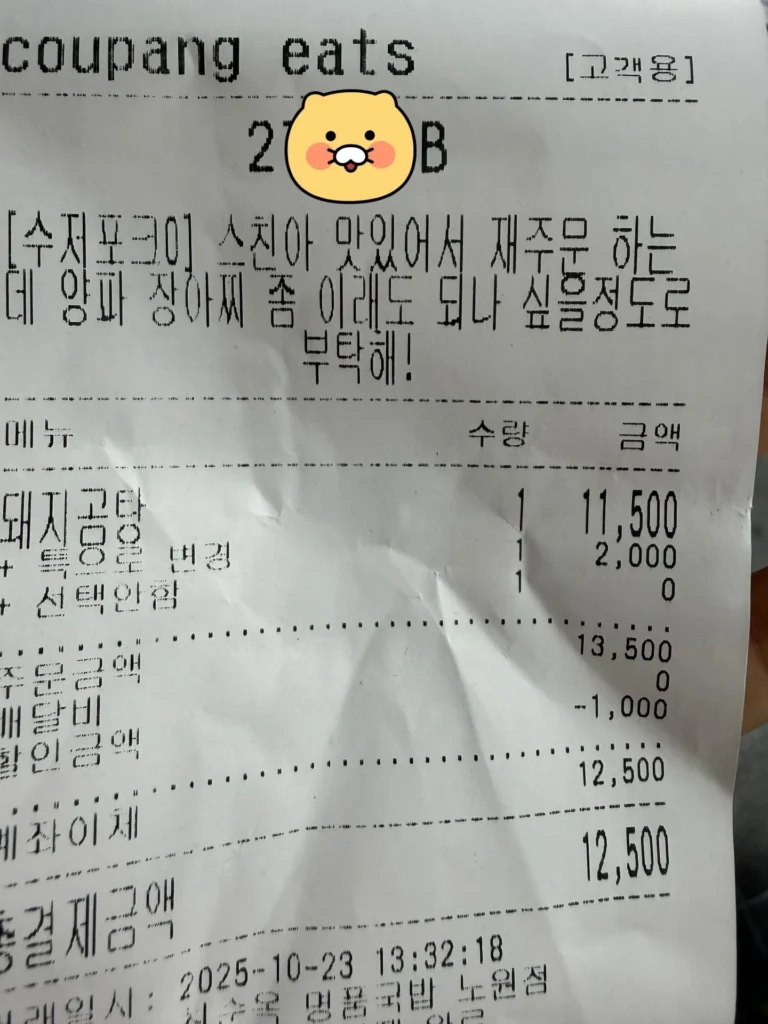 coupang eats [고객용]
2 B
[수저포크0] 스친아 맛있어서 재주문 하는
데 양파 장아찌 좀 이래도 되나 싶을정도로
부탁해!
메뉴 수량 금액
돼지곰탕 1 11,500
+ 특으로 변경 1 2,000
+ 선택안함 1 0
주문금액 13,500
배달비 0
할인금액 -1,000
계좌이체 12,500
총결제금액 12,500
거래일시: 2025-10-23 13:32:18
명품국밥 노원점